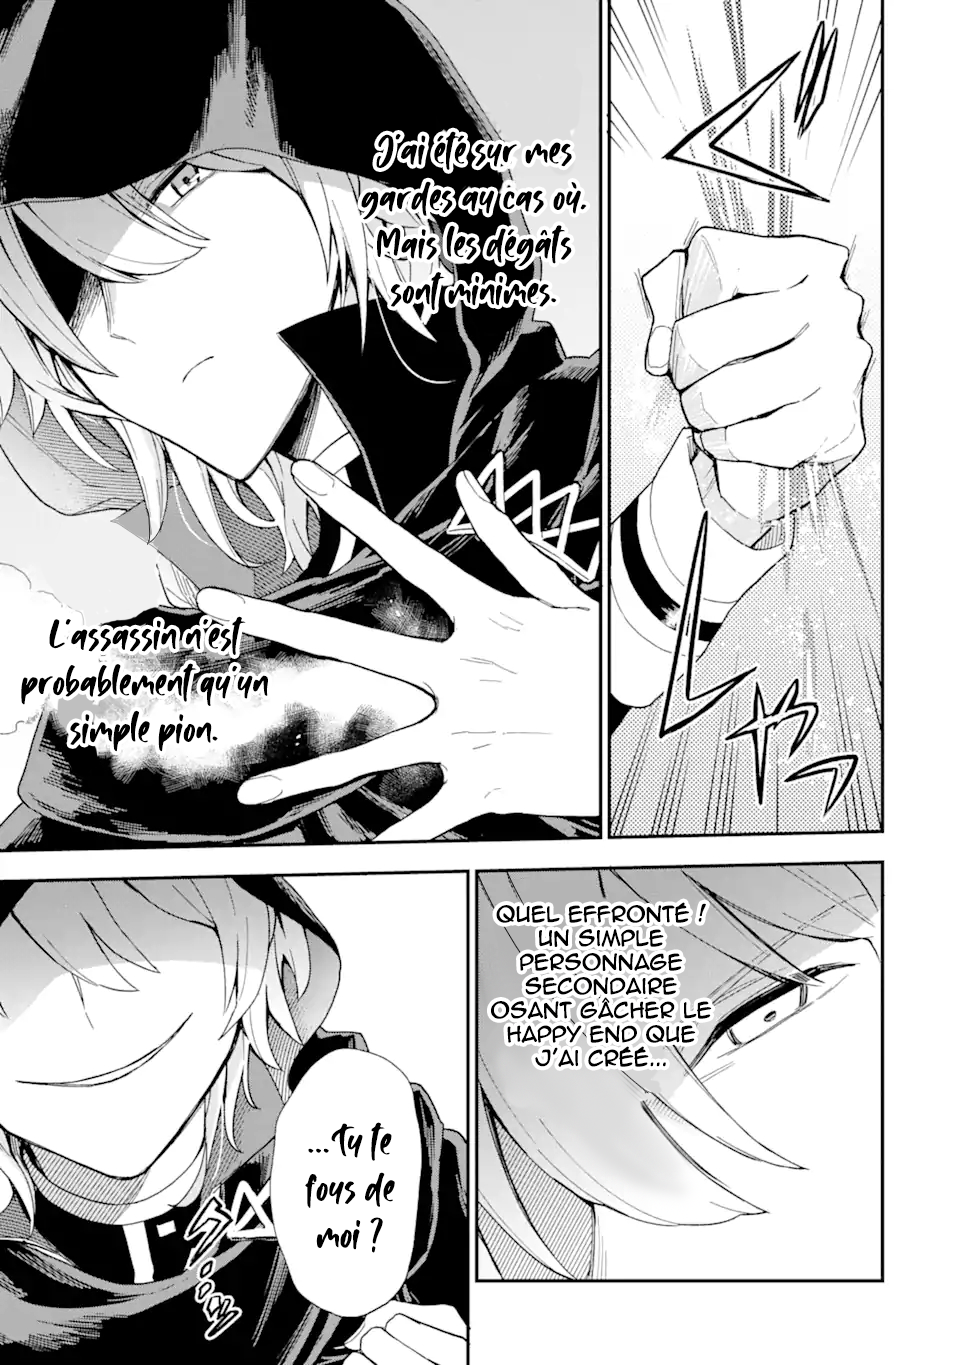 J'ai été sur mes
gardes au cas où.
Mais les dégâts
sont minimes.
L'assassin n'est
probablement qu'un
simple pion.
QUEL EFFRONTÉ !
UN SIMPLE
PERSONNAGE
SECONDAIRE
OSANT GÂCHER LE
HAPPY END QUE
J'AI CRÉÉ...
...tu te
fous de
moi ?